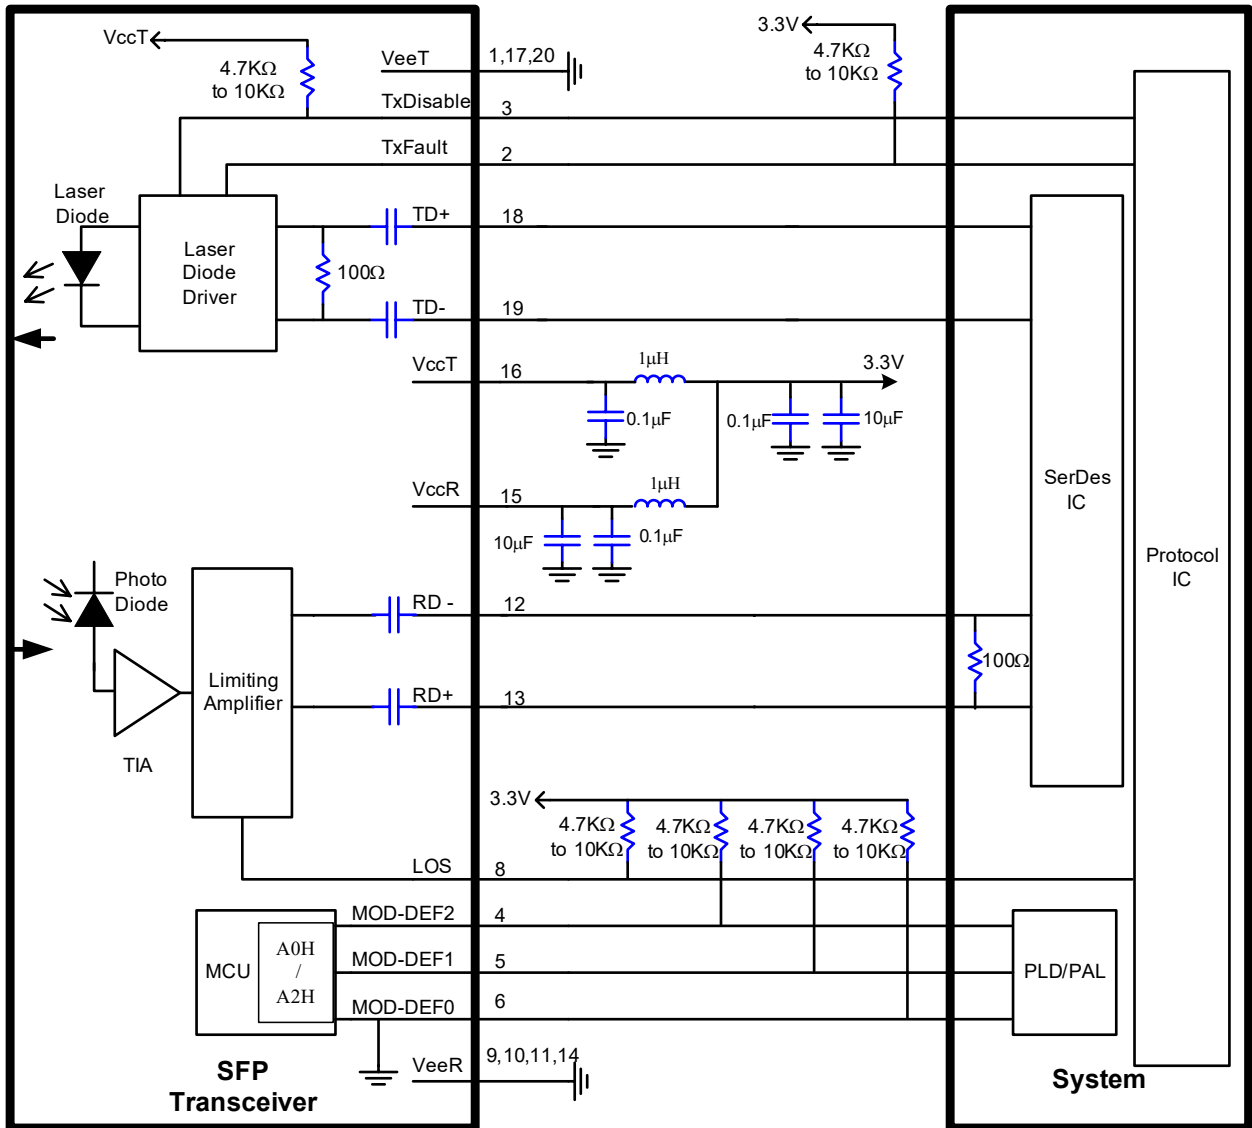 VccT
4.7KΩ
to 10KΩ
VeeT
1,17,20
3.3V
4.7KΩ
to 10KΩ
TxDisable
3
TxFault
2
Laser
Diode
Laser
Diode
Driver
TD+
18
100Ω
TD-
19
VccT
16
1µH
3.3V
0.1µF
0.1µF
10µF
VccR
15
1µH
10µF
0.1µF
SerDes
IC
Protocol
IC
Photo
Diode
RD -
12
Limiting
Amplifier
100Ω
RD+
13
TIA
3.3V
4.7KΩ
to 10KΩ
4.7KΩ
to 10KΩ
4.7KΩ
to 10KΩ
4.7KΩ
to 10KΩ
LOS
8
MOD-DEF2
4
MCU
A0H
/
A2H
MOD-DEF1
5
PLD/PAL
MOD-DEF0
6
VeeR
9,10,11,14
SFP
Transceiver
System